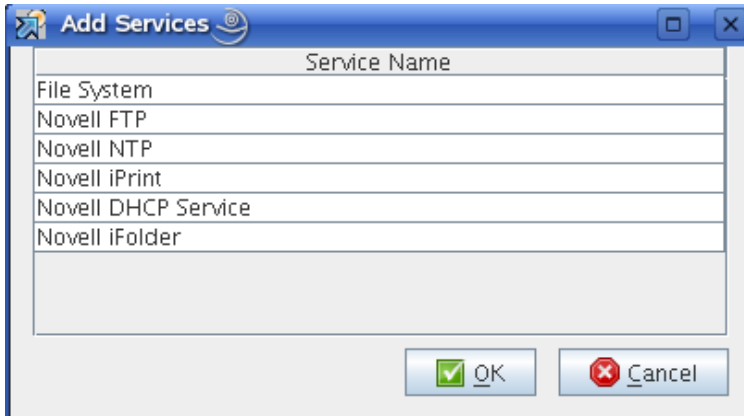 Add Services
Service Name
File System
Novell FTP
Novell NTP
Novell iPrint
Novell DHCP Service
Novell iFolder
OK Cancel